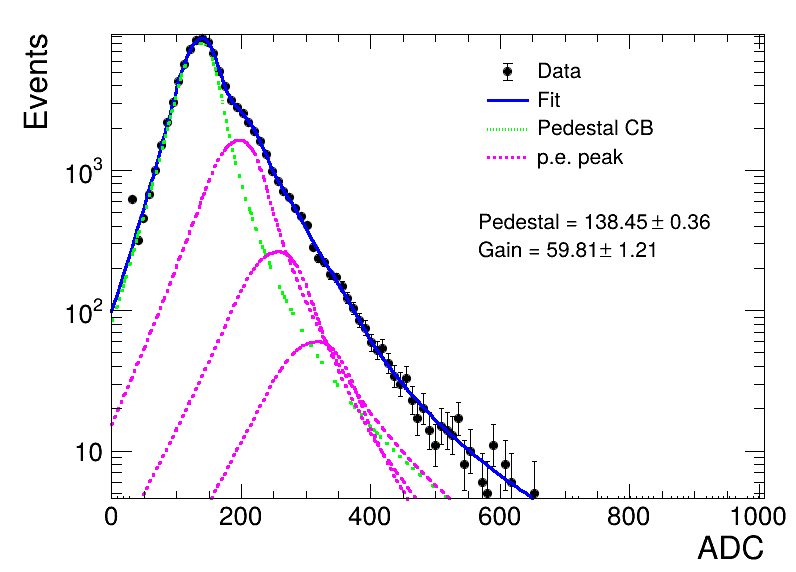 Events
Data
Fit
Pedestal CB
p.e. peak
10³
Pedestal = 138.45± 0.36
Gain = 59.81± 1.21
10²
10
0 200 400 600 800 1000
ADC